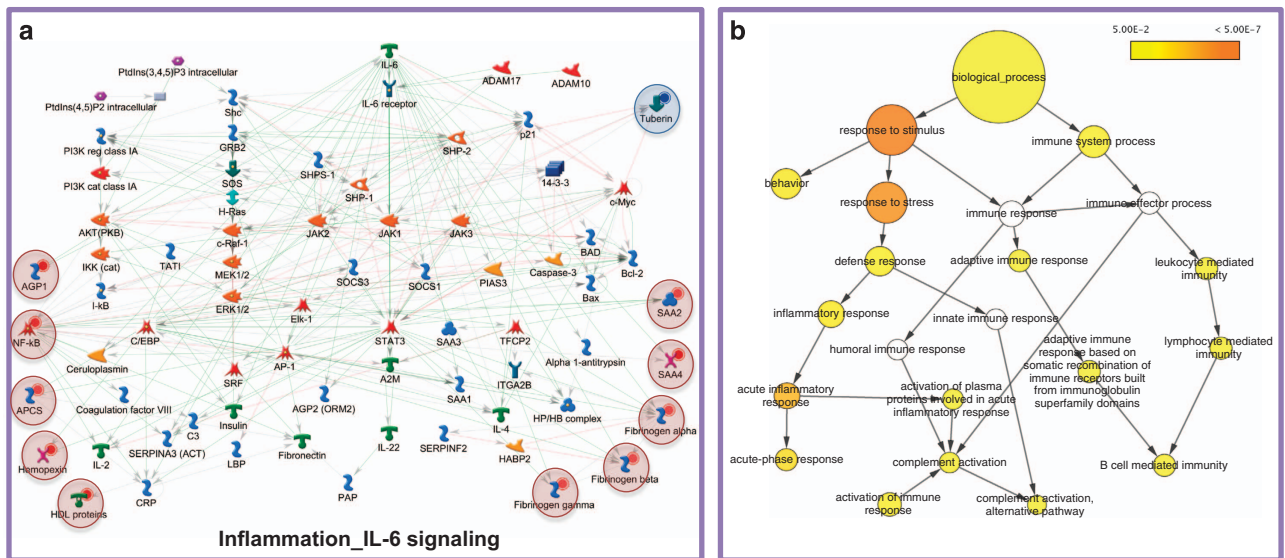 a
IL-6
PtdIns(3,4,5)P3 intracellular
ADAM17
ADAM10
IL-6 receptor
PtdIns(4,5)P2 intracellular
Shc
Tuberin
p21
PI3K reg class IA
GRB2
SHP-2
SHPS-1
14-3-3
PI3K cat class IA
SOS
SHP-1
c-Myc
H-Ras
AKT(PKB)
c-Raf-1
JAK2
JAK1
JAK3
BAD
IKK (cat)
TATI
MEK1/2
Bcl-2
AGP1
SOCS3
SOCS1
PIAS3
Caspase-3
Bax
I-kB
ERK1/2
Elk-1
SAA2
NF-kB
C/EBP
STAT3
SAA3
TFCP2
Ceruloplasmin
AP-1
Alpha 1-antitrypsin
SAA4
SRF
A2M
ITGA2B
APCS
Coagulation factor VIII
AGP2 (ORM2)
SAA1
HP/HB complex
Insulin
IL-4
C3
Fibrinogen alpha
Hemopexin
IL-2
SERPINA3 (ACT)
LBP
Fibronectin
IL-22
SERPINF2
HABP2
Fibrinogen beta
CRP
PAP
Fibrinogen gamma
HDL proteins
Inflammation_IL-6 signaling
b
5.00E-2
< 5.00E-7
biological_process
response to stimulus
immune system process
behavior
response to stress
immune response
immune effector process
defense response
adaptive immune response
leukocyte mediated
immunity
inflammatory response
innate immune response
humoral immune response
adaptive immune
response based on
somatic recombination of
immune receptors built
from immunoglobulin
superfamily domains
lymphocyte mediated
immunity
acute inflammatory
response
activation of plasma
proteins involved in acute
inflammatory response
acute-phase response
complement activation
B cell mediated immunity
activation of immune
response
complement activation,
alternative pathway